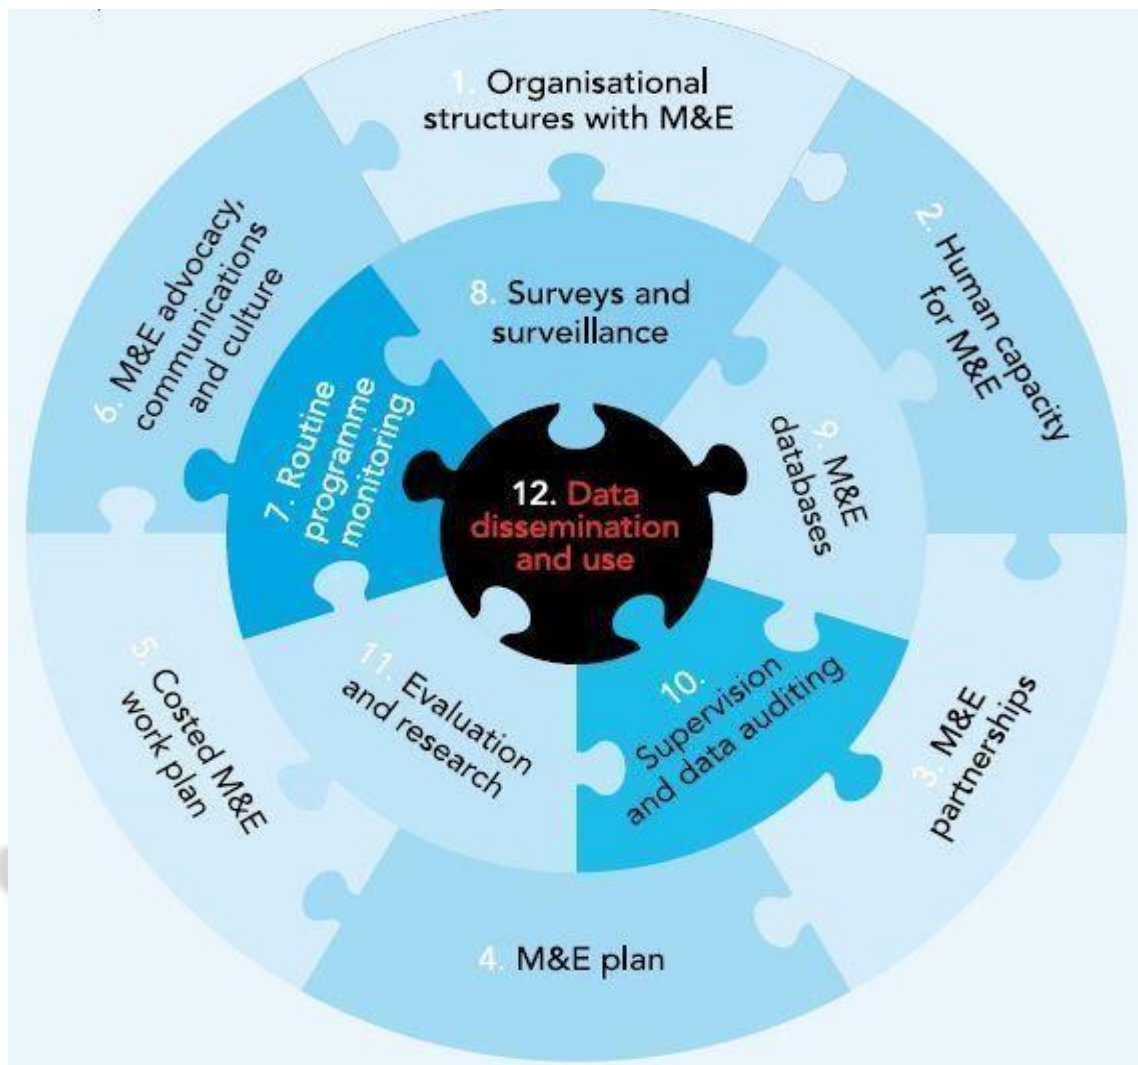 1. Organisational
structures with M&E
2. Human capacity
for M&E
3. M&E
partnerships
4. M&E plan
5. Costed M&E
work plan
6. M&E advocacy,
communications
and culture
7. Routine
programme
monitoring
8. Surveys and
surveillance
9. M&E
databases
10.
Supervision
and data auditing
11. Evaluation
and research
12. Data
dissemination
and use